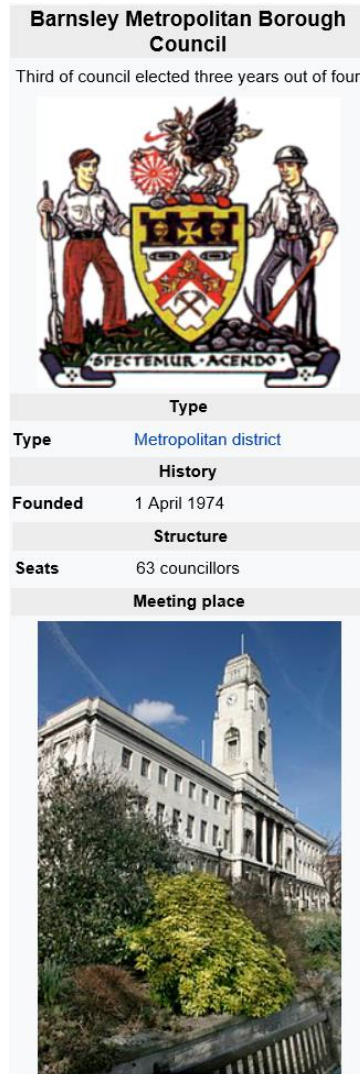 Barnsley Metropolitan Borough
Council
Third of council elected three years out of four
SPECTEMUR · ACENDO ·
Type
Type Metropolitan district
History
Founded 1 April 1974
Structure
Seats 63 councillors
Meeting place